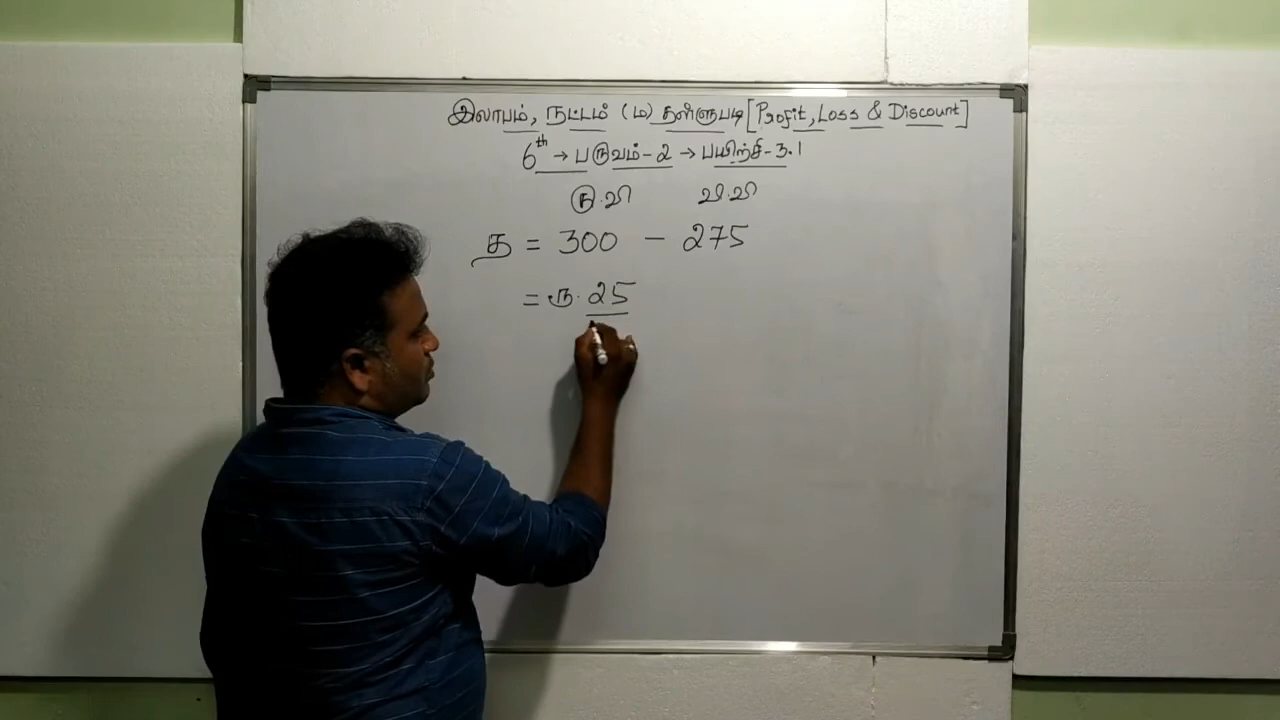 இலாபம், நட்டம் (ம) தள்ளுபடி [Profit, Loss & Discount]
6th → பருவம் - 2 → பயிற்சி - 3.1
கு.வி வி.வி
த = 300 - 275
= ரூ. 25